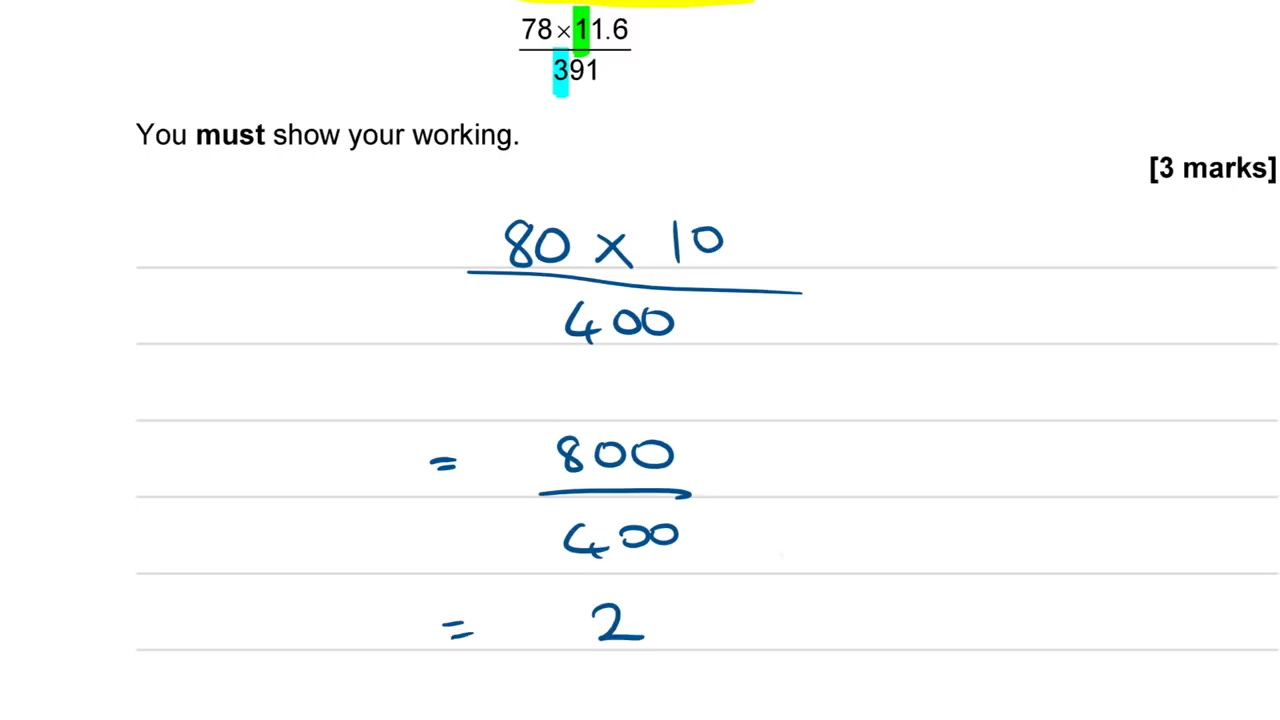 78 × 11.6
391
You must show your working.
[3 marks]
80 × 10
400
= 800
400
= 2